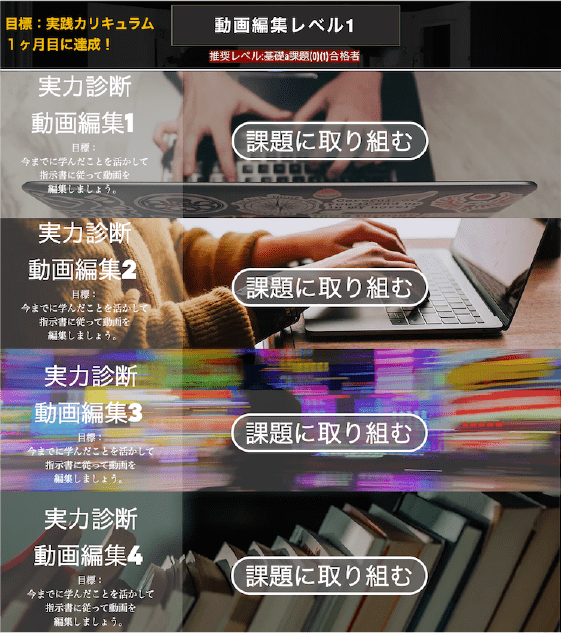 目標：実践カリキュラム
１ヶ月目に達成！
動画編集レベル1
推奨レベル:基礎a課題(0)(1)合格者
実力診断
動画編集1
目標：
今までに学んだことを活かして
指示書に従って動画を
編集しましょう。
課題に取り組む
実力診断
動画編集2
目標：
今までに学んだことを活かして
指示書に従って動画を
編集しましょう。
課題に取り組む
実力診断
動画編集3
目標：
今までに学んだことを活かして
指示書に従って動画を
編集しましょう。
課題に取り組む
実力診断
動画編集4
目標：
今までに学んだことを活かして
指示書に従って動画を
編集しましょう。
課題に取り組む